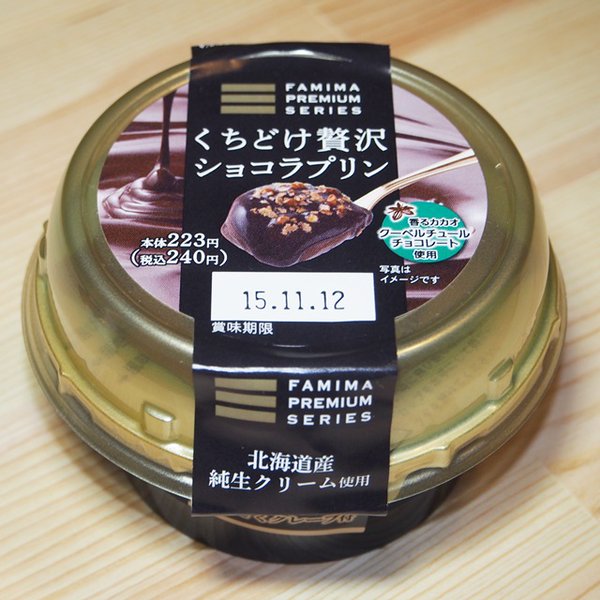 FAMIMA
PREMIUM
SERIES
くちどけ贅沢
ショコラプリン
本体223円
(税込240円)
香るカカオ
クーベルチュール
チョコレート
使用
写真は
イメージです
15.11.12
賞味期限
FAMIMA
PREMIUM
SERIES
北海道産
純生クリーム使用